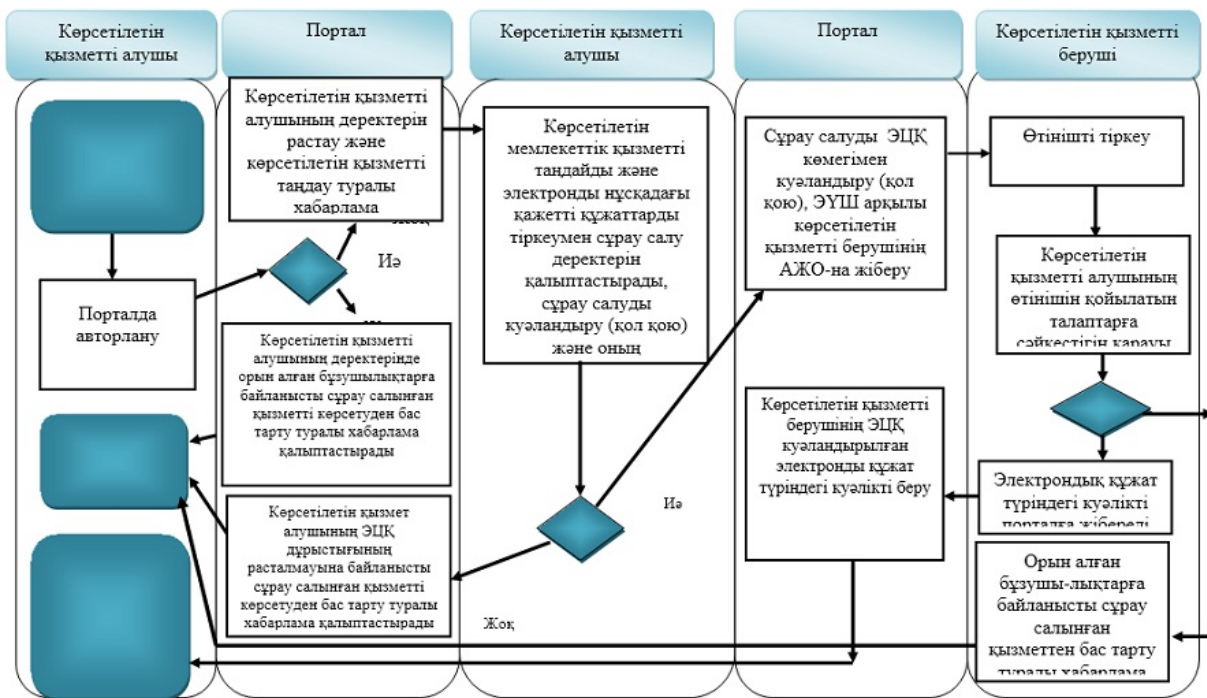 Көрсетілетін
қызметті алушы
Портал
Көрсетілетін қызметті
алушы
Портал
Көрсетілетін қызметті
беруші
Көрсетілетін қызметті
алушының деректерін
растау және
көрсетілетін қызметті
таңдау туралы
хабарлама
Иә
Порталда
авторлану
Көрсетілетін қызметті
алушының деректерінде
орын алған бұзушылықтарға
байланысты сұрау салынған
қызметті көрсетуден бас
тарту туралы хабарлама
қалыптастырады
Көрсетілетін қызмет
алушының ЭЦҚ
дұрыстығының
расталмауына байланысты
сұрау салынған қызметті
көрсетуден бас тарту туралы
хабарлама қалыптастырады
Көрсетілетін
мемлекеттік қызметті
таңдайды және
электронды нұсқадағы
қажетті құжаттарды
тіркеумен сұрау салу
деректерін
қалыптастырады,
сұрау салуды
куәландыру (қол қою)
және оның
Иә
Жоқ
Сұрау салуды ЭЦҚ
көмегімен
куәландыру (қол
қою), ЭҮШ арқылы
көрсетілетін
қызметті берушінің
АЖО-на жіберу
Көрсетілетін қызметті
берушінің ЭЦҚ
куәландырылған
электронды құжат
түріндегі куәлікті беру
Өтінішті тіркеу
Көрсетілетін
қызметті алушының
өтінішін қойылатын
талаптарға
сәйкестігін қарауы
Электрондық құжат
түріндегі куәлікті
порталға жібереді
Орын алған
бұзушы-лықтарға
байланысты сұрау
салынған
қызметтен бас тарту
туралы хабарлама